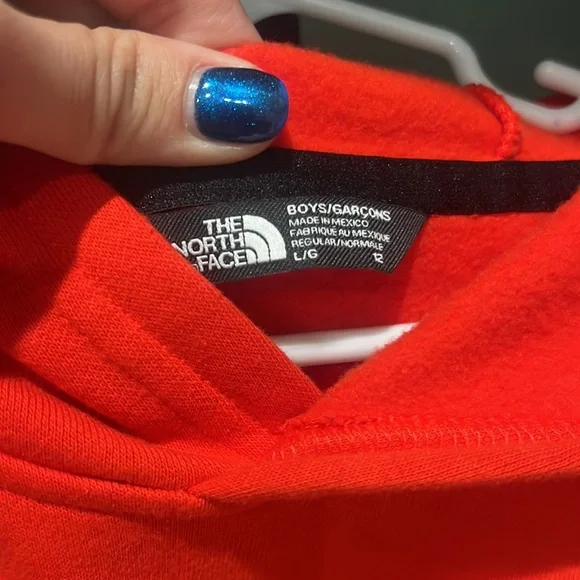 THE
NORTH
FACE
BOYS/GARÇONS
MADE IN MEXICO
FABRIQUÉ AU MEXIQUE
REGULAR/NORMALE
L/G 12